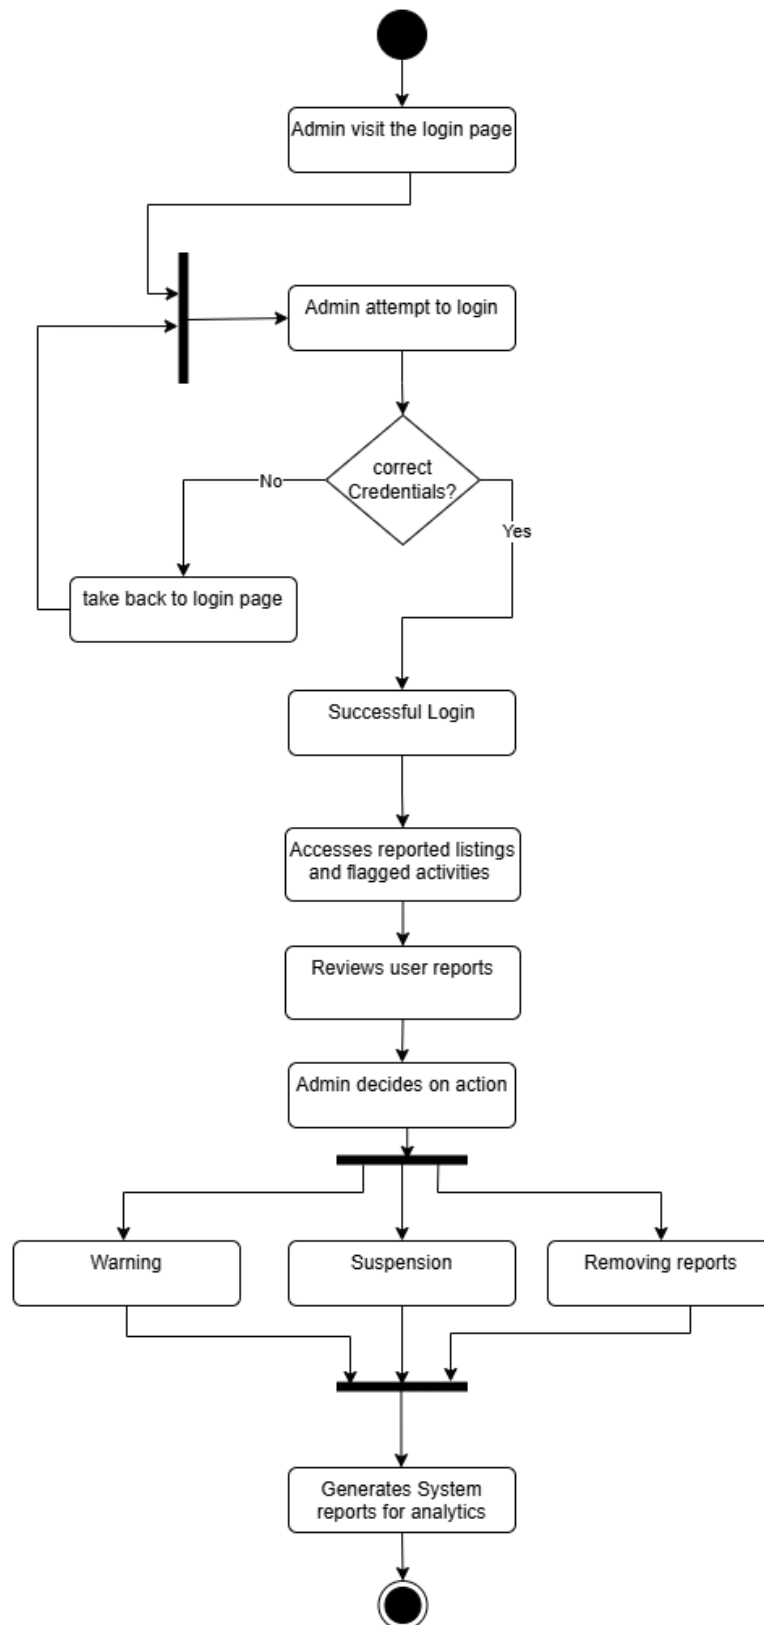 Admin visit the login page
Admin attempt to login
correct
Credentials?
No
Yes
take back to login page
Successful Login
Accesses reported listings
and flagged activities
Reviews user reports
Admin decides on action
Warning
Suspension
Removing reports
Generates System
reports for analytics